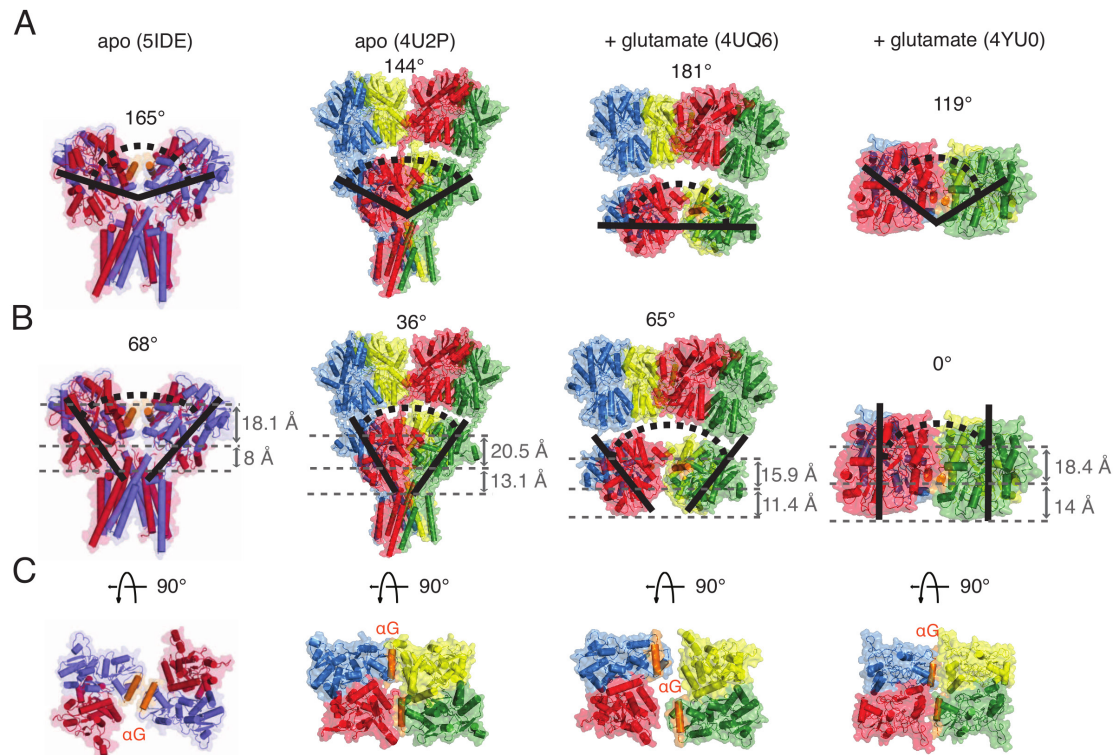 A
apo (5IDE)
apo (4U2P)
+ glutamate (4UQ6)
+ glutamate (4YU0)
165°
144°
181°
119°
B
68°
36°
65°
0°
18.1 Å
8 Å
20.5 Å
13.1 Å
15.9 Å
11.4 Å
18.4 Å
14 Å
C
90°
90°
90°
90°
αG
αG
αG
αG